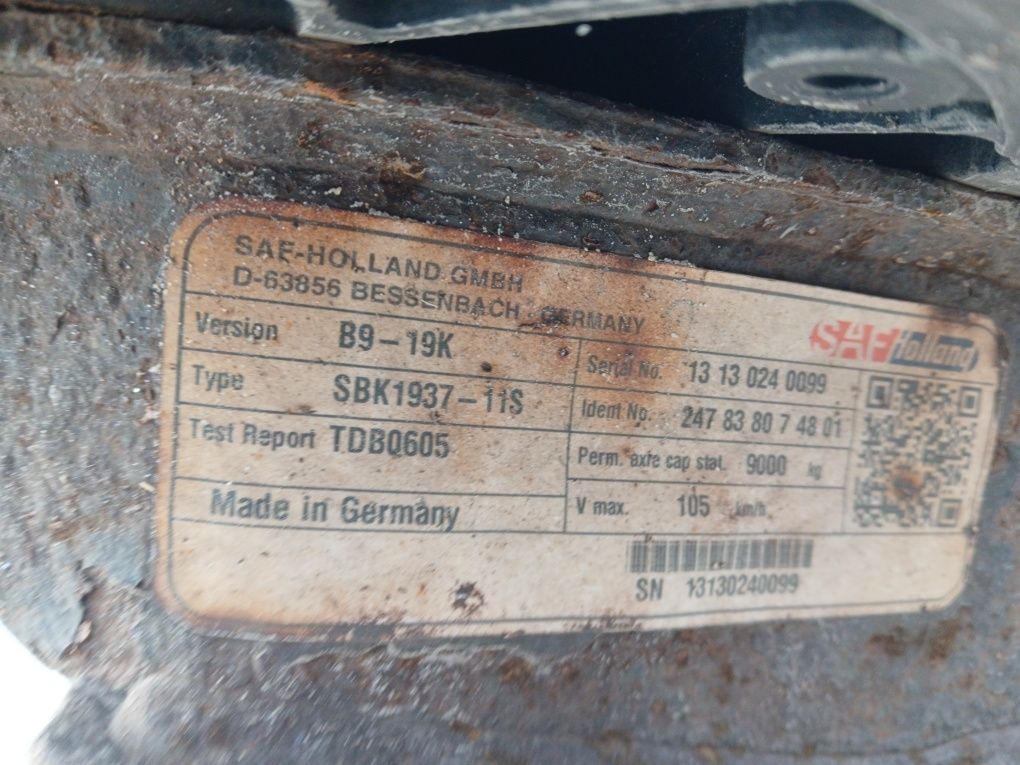 SAF-HOLLAND GMBH
D-63856 BESSENBACH · GERMANY
SAF Holland
Version B9-19K
Type SBK1937-11S
Test Report TDB0605
Made in Germany
Serial No. 13 13 024 0099
Ident No. 247 83 80 7 48 01
Perm. axle cap stat. 9000 kg
V max. 105 km/h
SN 13130240099